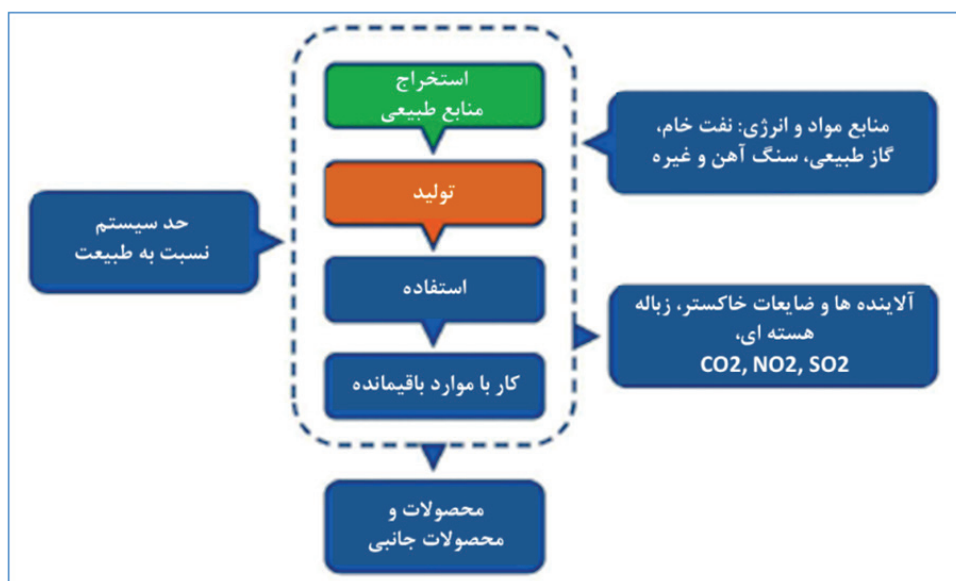 استخراج
منابع طبیعی
منابع مواد و انرژی: نفت خام،
گاز طبیعی، سنگ آهن و غیره
تولید
حد سیستم
نسبت به طبیعت
استفاده
آلاینده ها و ضایعات خاکستر، زباله
هسته ای،
CO2, NO2, SO2
کار با موارد باقیمانده
محصولات و
محصولات جانبی